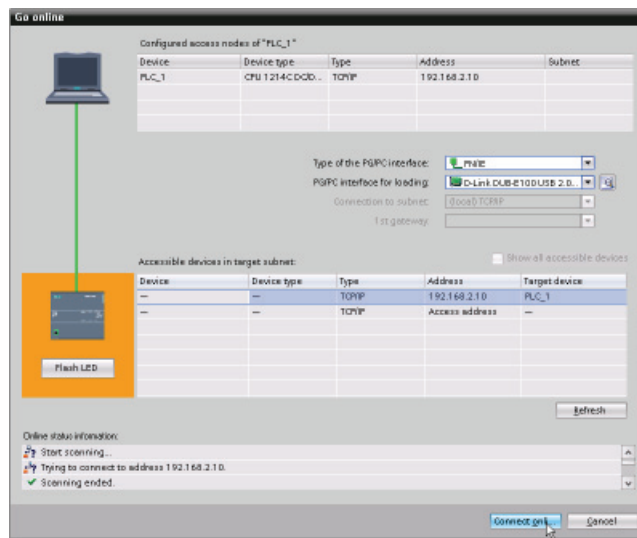 Go online
Configured access nodes of "PLC_1"
Device Device type Type Address Subnet
PLC_1 CPU 1214C DC/D... TCP/IP 192.168.2.10
Type of the PG/PC interface: PN/IE
PG/PC interface for loading: D-Link DUB-E100 USB 2.0...
Connection to subnet: (local) TCP/IP
1st gateway:
Show all accessible devices
Accessible devices in target subnet:
Device Device type Type Address Target device
— — TCP/IP 192.168.2.10 PLC_1
— — TCP/IP Access address —
Flash LED
Refresh
Online status information:
Start scanning...
Trying to connect to address 192.168.2.10.
Scanning ended.
Connect onli... Cancel